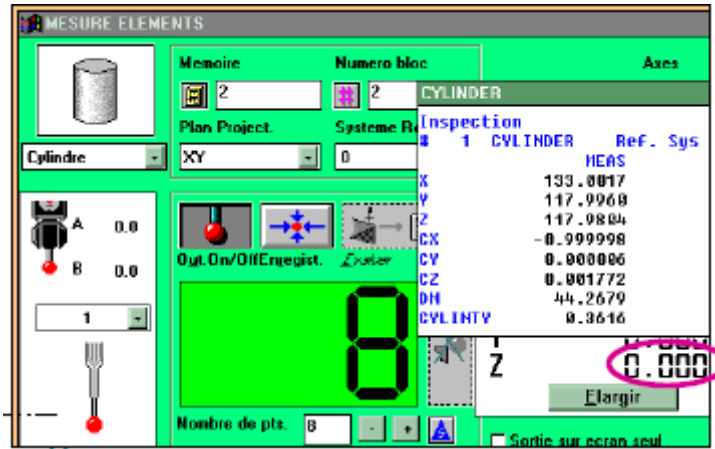 MESURE ELEMENTS
Memoire
Numero bloc
Axes
2
2
Plan Project.
Systeme Re
Cylindre
XY
0
CYLINDER
Inspection
# 1 CYLINDER Ref. Sys
MEAS
X 133.0017
Y 117.9960
Z 117.9804
CX -0.999998
CY 0.000006
CZ 0.001772
DM 44.2679
CYLINTY 0.3616
A 0.0
B 0.0
Out.On/Off
Enregist.
1
8
Z 0.000
Elargir
Nombre de pts. 8
- +
Sortie sur ecran seul